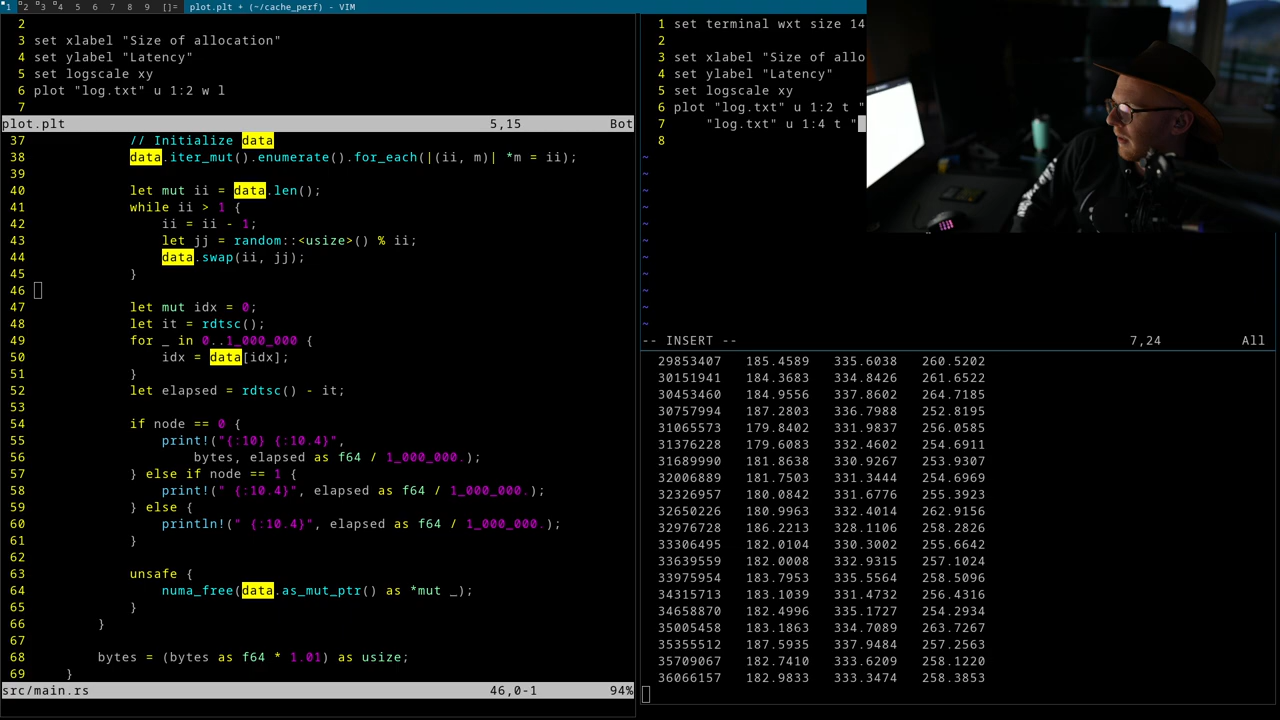 1 2 3 4 5 6 7 8 9 []= plot.plt + (~/cache_perf) - VIM
2
3 set xlabel "Size of allocation"
4 set ylabel "Latency"
5 set logscale xy
6 plot "log.txt" u 1:2 w l
7
plot.plt 5,15 Bot
37 // Initialize data
38 data.iter_mut().enumerate().for_each(|(ii, m)| *m = ii);
39
40 let mut ii = data.len();
41 while ii > 1 {
42 ii = ii - 1;
43 let jj = random::<usize>() % ii;
44 data.swap(ii, jj);
45 }
46
47 let mut idx = 0;
48 let it = rdtsc();
49 for _ in 0..1_000_000 {
50 idx = data[idx];
51 }
52 let elapsed = rdtsc() - it;
53
54 if node == 0 {
55 print!("{:10} {:10.4}",
56 bytes, elapsed as f64 / 1_000_000.);
57 } else if node == 1 {
58 print!(" {:10.4}", elapsed as f64 / 1_000_000.);
59 } else {
60 println!(" {:10.4}", elapsed as f64 / 1_000_000.);
61 }
62
63 unsafe {
64 numa_free(data.as_mut_ptr() as *mut _);
65 }
66 }
67
68 bytes = (bytes as f64 * 1.01) as usize;
69 }
src/main.rs 46,0-1 94%
1 set terminal wxt size 14
2
3 set xlabel "Size of allo
4 set ylabel "Latency"
5 set logscale xy
6 plot "log.txt" u 1:2 t "
7 "log.txt" u 1:4 t "
8
~
~
~
~
~
~
~
~
~
~
~
-- INSERT -- 7,24 All
29853407 185.4589 335.6038 260.5202
30151941 184.3683 334.8426 261.6522
30453460 184.9556 337.8602 264.7185
30757994 187.2803 336.7988 252.8195
31065573 179.8402 331.9837 256.0585
31376228 179.6083 332.4602 254.6911
31689990 181.8638 330.9267 253.9307
32006889 181.7503 331.3444 254.6969
32326957 180.0842 331.6776 255.3923
32650226 180.9963 332.4014 262.9156
32976728 186.2213 328.1106 258.2826
33306495 182.0104 330.3002 255.6642
33639559 182.0008 332.9315 257.1024
33975954 183.7953 335.5564 258.5096
34315713 183.1039 331.4732 256.4316
34658870 182.4996 335.1727 254.2934
35005458 183.1863 334.7089 263.7267
35355512 187.5935 337.9484 257.2563
35709067 182.7410 333.6209 258.1220
36066157 182.9833 333.3474 258.3853